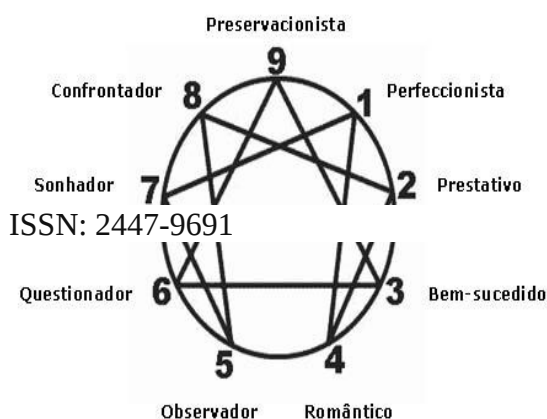 Preservacionista
9
Confrontador 8 1 Perfeccionista
Sonhador 7 2 Prestativo
ISSN: 2447-9691
Questionador 6 3 Bem-sucedido
5 4
Observador Romântico